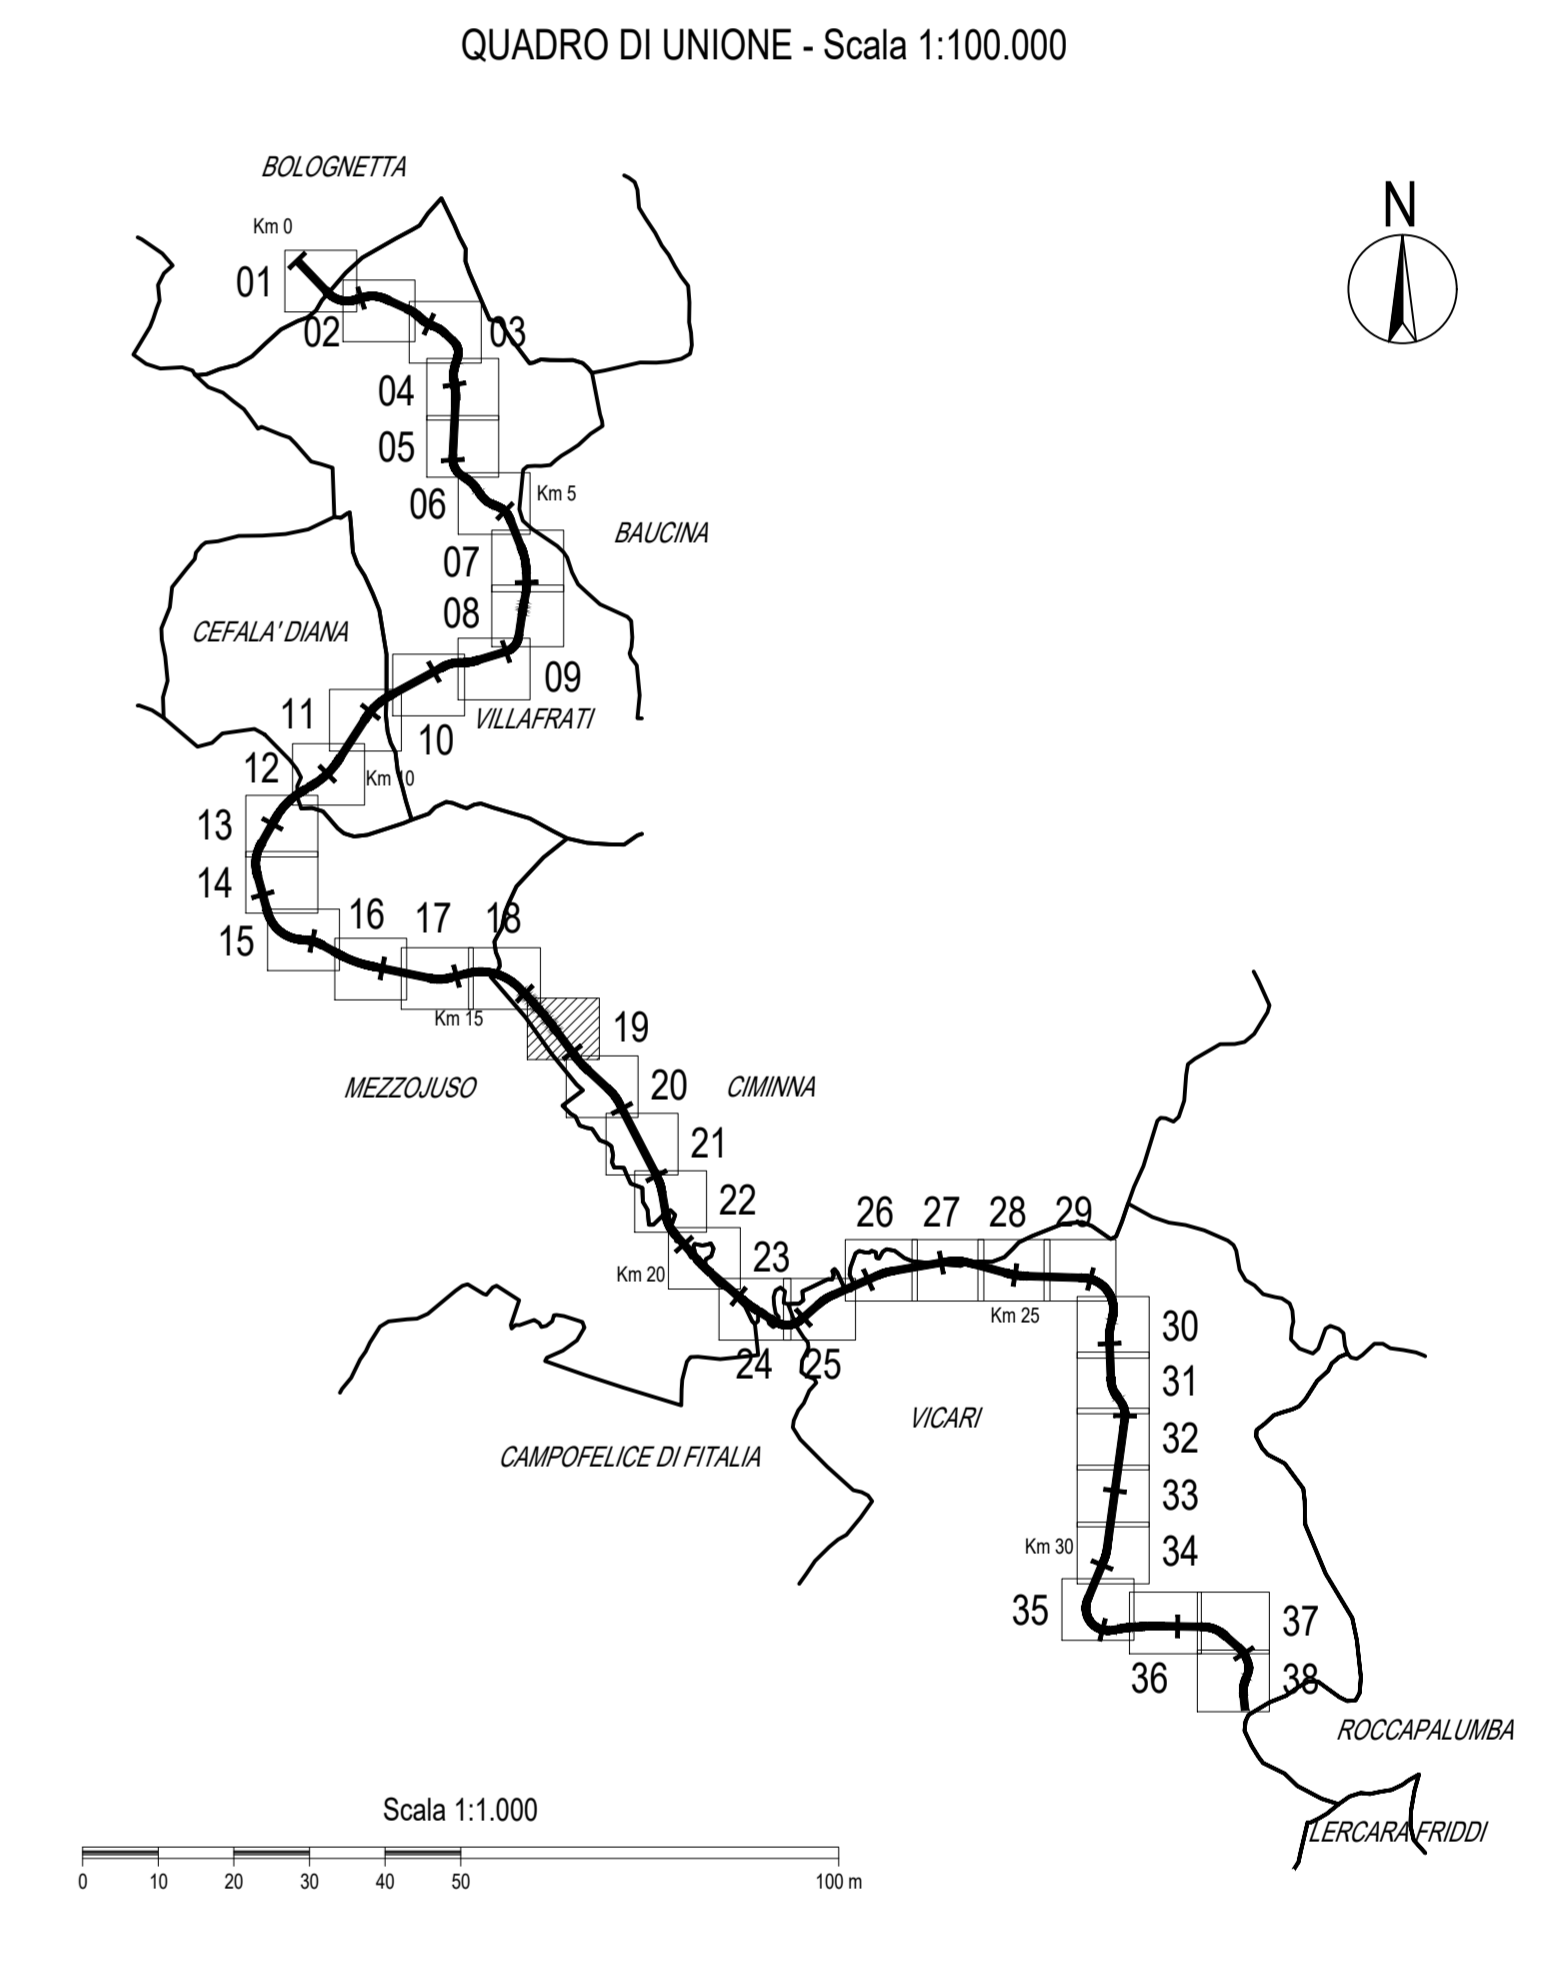 QUADRO DI UNIONE - Scala 1:100.000
BOLOGNETTA
N
Km 0
01
02
03
04
05
06
Km 5
BAUCINA
07
08
CEFALA' DIANA
09
11
VILLAFRATI
10
12
Km 10
13
14
15
16
17
18
Km 15
19
MEZZOJUSO
20
CIMINNA
21
22
23
Km 20
24
25
26
27
28
29
Km 25
30
31
VICARI
32
CAMPOFELICE DI FITALIA
33
Km 30
34
35
37
36
38
ROCCAPALUMBA
LERCARA FRIDDI
Scala 1:1.000
0 10 20 30 40 50 100 m